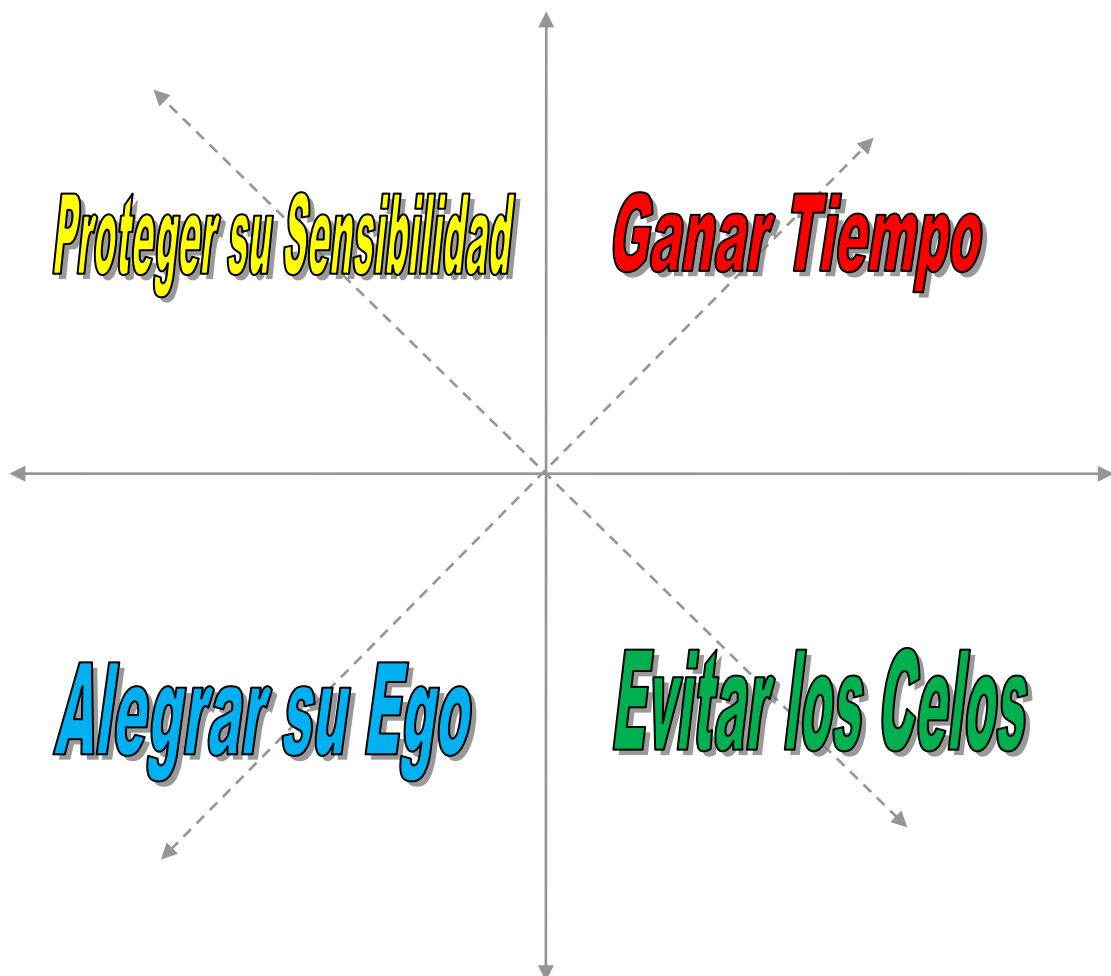 Proteger su Sensibilidad
Ganar Tiempo
Alegrar su Ego
Evitar los Celos